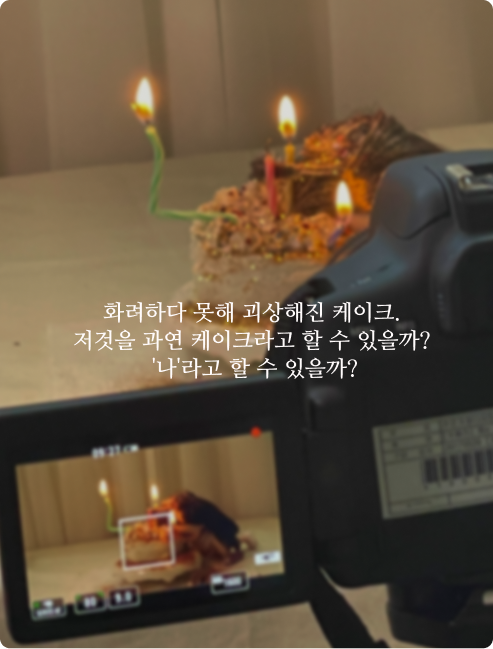 화려하다 못해 괴상해진 케이크.
저것을 과연 케이크라고 할 수 있을까?
'나'라고 할 수 있을까?